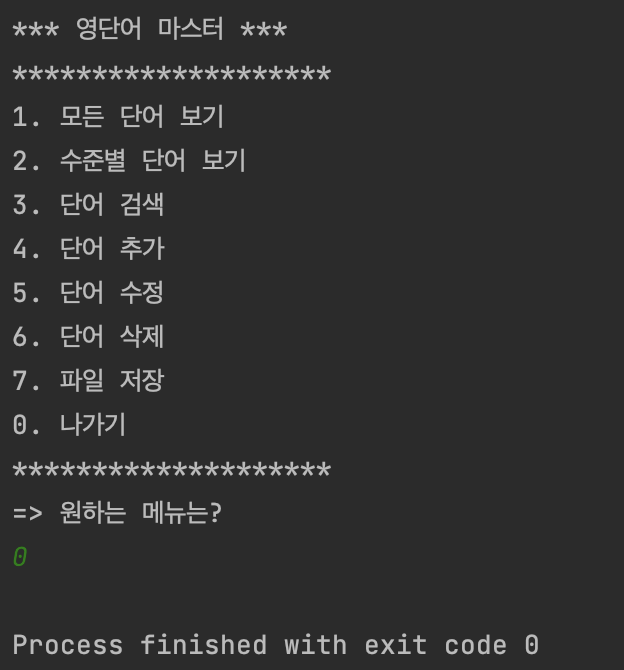 *** 영단어 마스터 ***
********************
1. 모든 단어 보기
2. 수준별 단어 보기
3. 단어 검색
4. 단어 추가
5. 단어 수정
6. 단어 삭제
7. 파일 저장
0. 나가기
********************
=> 원하는 메뉴는?
0
Process finished with exit code 0